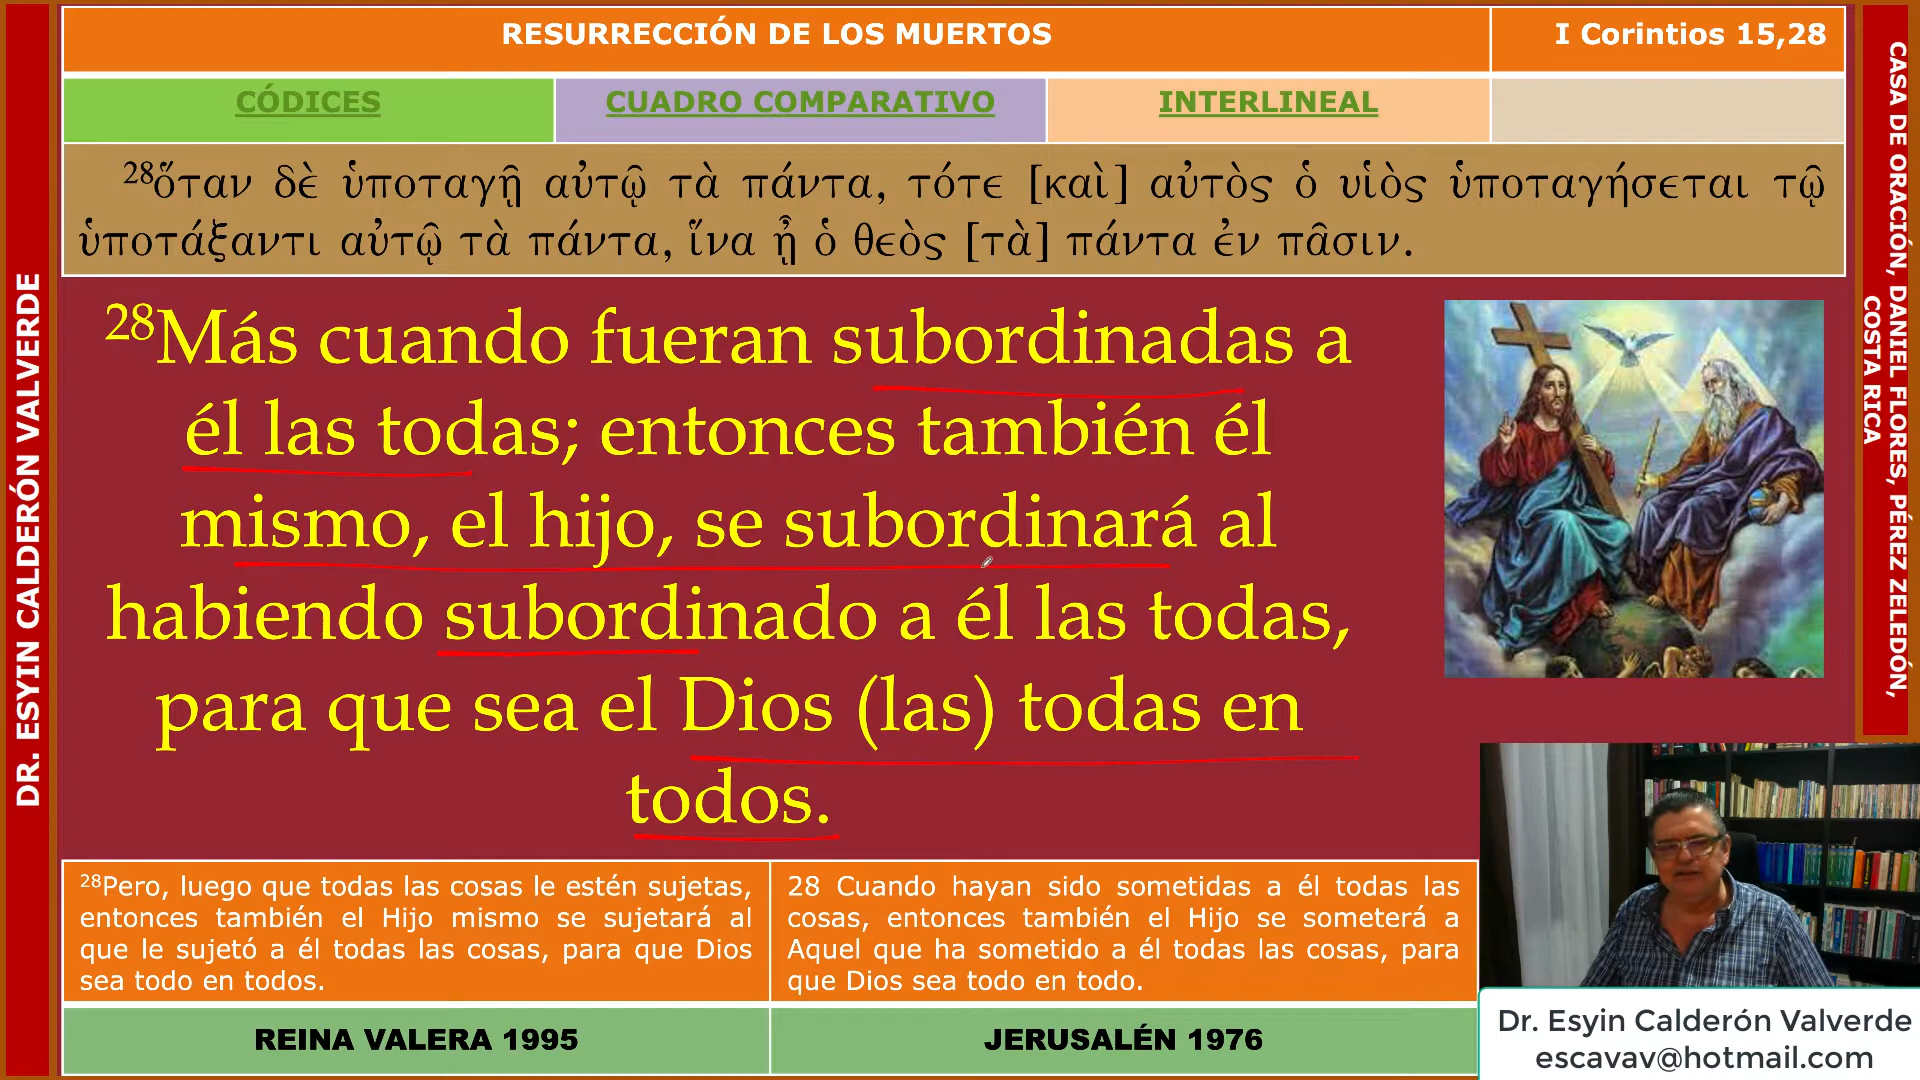 RESURRECCIÓN DE LOS MUERTOS
I Corintios 15,28
CÓDICES
CUADRO COMPARATIVO
INTERLINEAL
28ὅταν δὲ ὑποταγῇ αὐτῷ τὰ πάντα, τότε [καὶ] αὐτὸς ὁ υἱὸς ὑποταγήσεται τῷ
ὑποτάξαντι αὐτῷ τὰ πάντα, ἵνα ᾖ ὁ θεὸς [τὰ] πάντα ἐν πᾶσιν.
28Más cuando fueran subordinadas a
él las todas; entonces también él
mismo, el hijo, se subordinará al
habiendo subordinado a él las todas,
para que sea el Dios (las) todas en
todos.
28Pero, luego que todas las cosas le estén sujetas,
entonces también el Hijo mismo se sujetará al
que le sujetó a él todas las cosas, para que Dios
sea todo en todos.
28 Cuando hayan sido sometidas a él todas las
cosas, entonces también el Hijo se someterá a
Aquel que ha sometido a él todas las cosas, para
que Dios sea todo en todo.
REINA VALERA 1995
JERUSALÉN 1976
DR. ESYIN CALDERÓN VALVERDE
CASA DE ORACIÓN, DANIEL FLORES, PÉREZ ZELEDÓN,
COSTA RICA
Dr. Esyin Calderón Valverde
escavav@hotmail.com